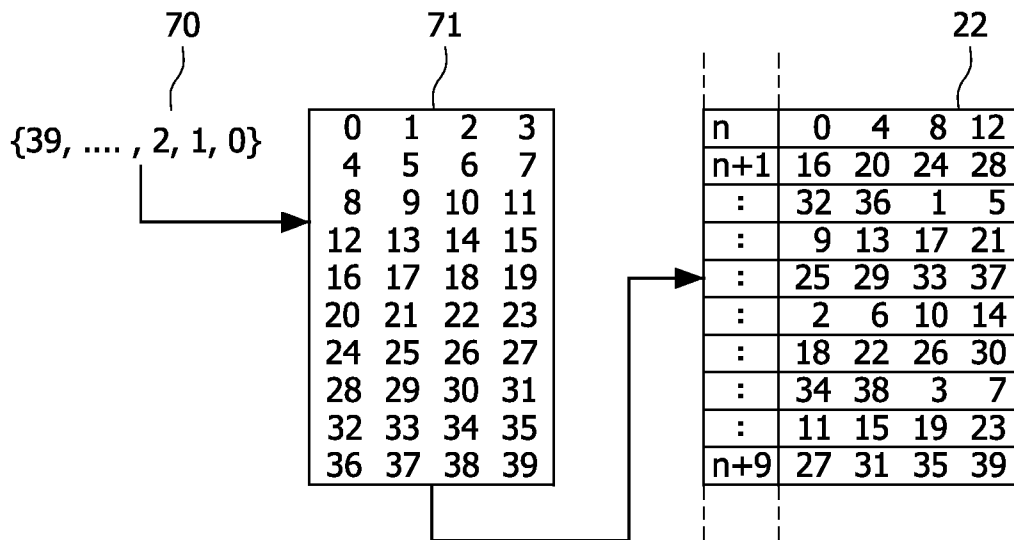 70 71 22
{39, .... , 2, 1, 0}
0 1 2 3
4 5 6 7
8 9 10 11
12 13 14 15
16 17 18 19
20 21 22 23
24 25 26 27
28 29 30 31
32 33 34 35
36 37 38 39
n 0 4 8 12
n+1 16 20 24 28
: 32 36 1 5
: 9 13 17 21
: 25 29 33 37
: 2 6 10 14
: 18 22 26 30
: 34 38 3 7
: 11 15 19 23
n+9 27 31 35 39